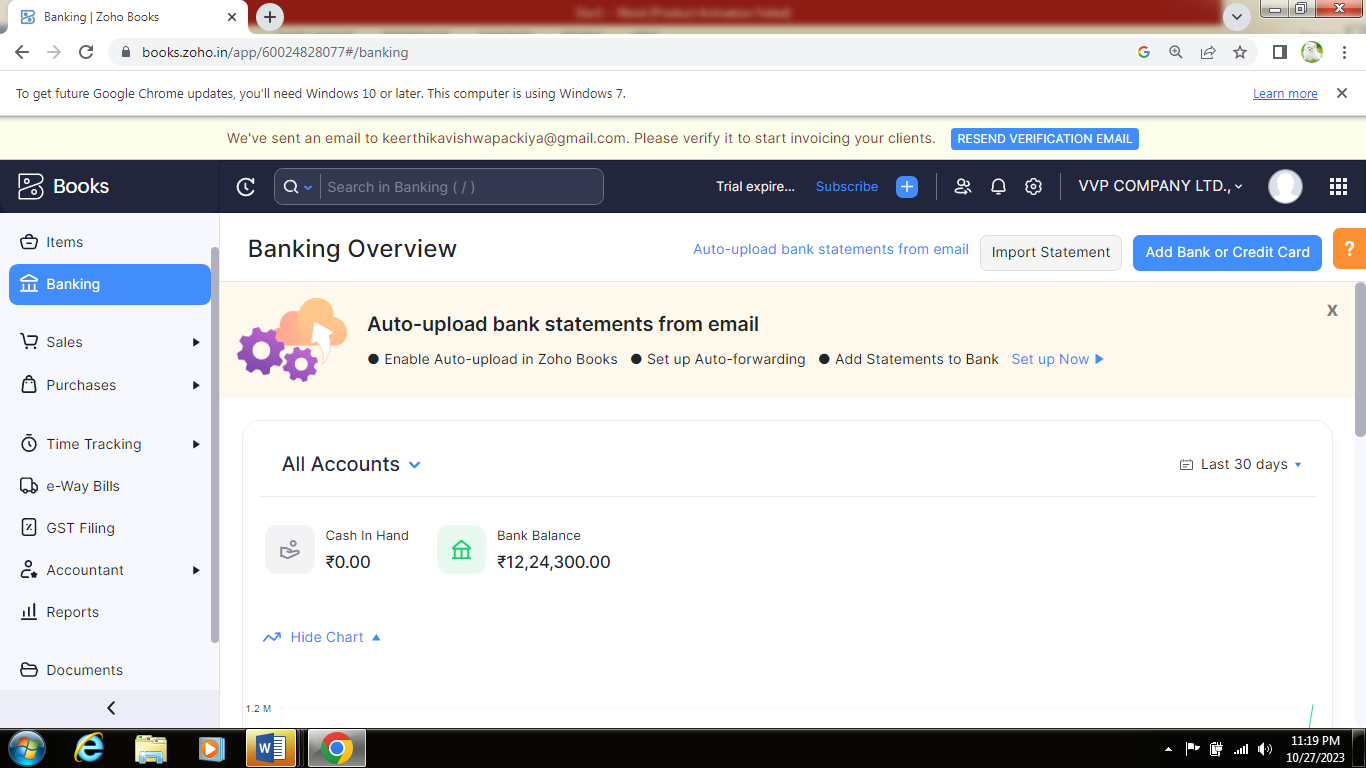 Banking | Zoho Books
books.zoho.in/app/60024828077#/banking
To get future Google Chrome updates, you'll need Windows 10 or later. This computer is using Windows 7.
Learn more
We've sent an email to keerthikavishwapackiya@gmail.com. Please verify it to start invoicing your clients.
RESEND VERIFICATION EMAIL
Books
Search in Banking ( / )
Trial expire...
Subscribe
VVP COMPANY LTD.,
Items
Banking
Sales
Purchases
Time Tracking
e-Way Bills
GST Filing
Accountant
Reports
Documents
Banking Overview
Auto-upload bank statements from email
Import Statement
Add Bank or Credit Card
?
Auto-upload bank statements from email
X
● Enable Auto-upload in Zoho Books ● Set up Auto-forwarding ● Add Statements to Bank Set up Now
All Accounts
Last 30 days
Cash In Hand
₹0.00
Bank Balance
₹12,24,300.00
Hide Chart
1.2 M
11:19 PM
10/27/2023